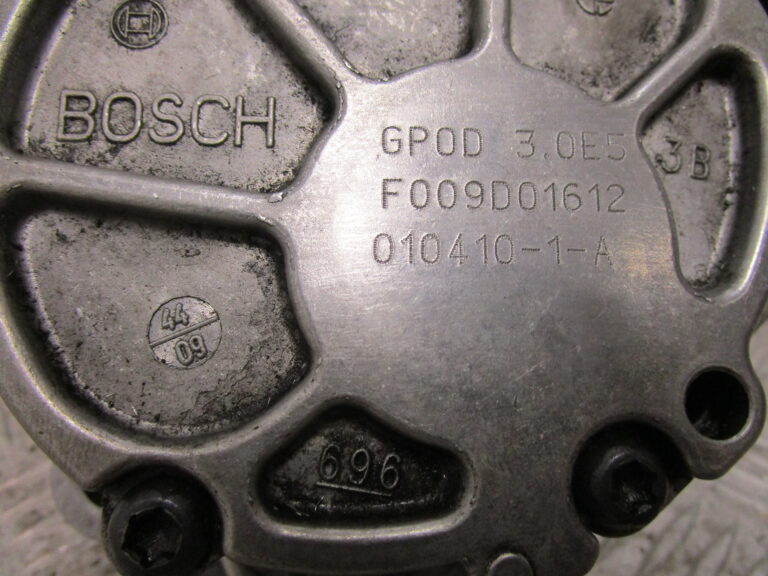 BOSCH
GPOD 3.0E5
F009D01612
010410-1-A
3B
44
09
696